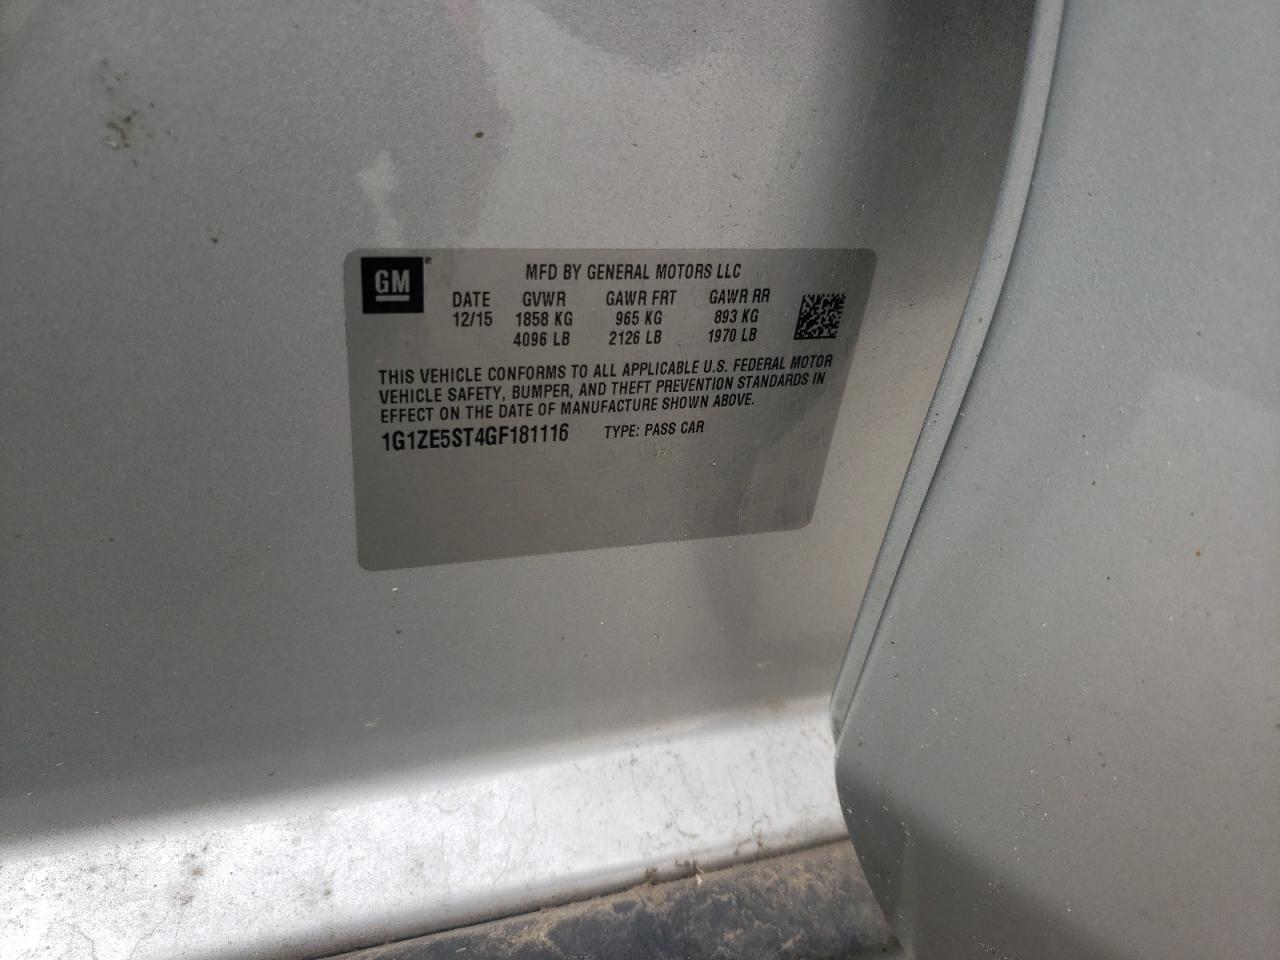 GM®
MFD BY GENERAL MOTORS LLC
DATE GVWR GAWR FRT GAWR RR
12/15 1858 KG 965 KG 893 KG
4096 LB 2126 LB 1970 LB
THIS VEHICLE CONFORMS TO ALL APPLICABLE U.S. FEDERAL MOTOR
VEHICLE SAFETY, BUMPER, AND THEFT PREVENTION STANDARDS IN
EFFECT ON THE DATE OF MANUFACTURE SHOWN ABOVE.
1G1ZE5ST4GF181116 TYPE: PASS CAR